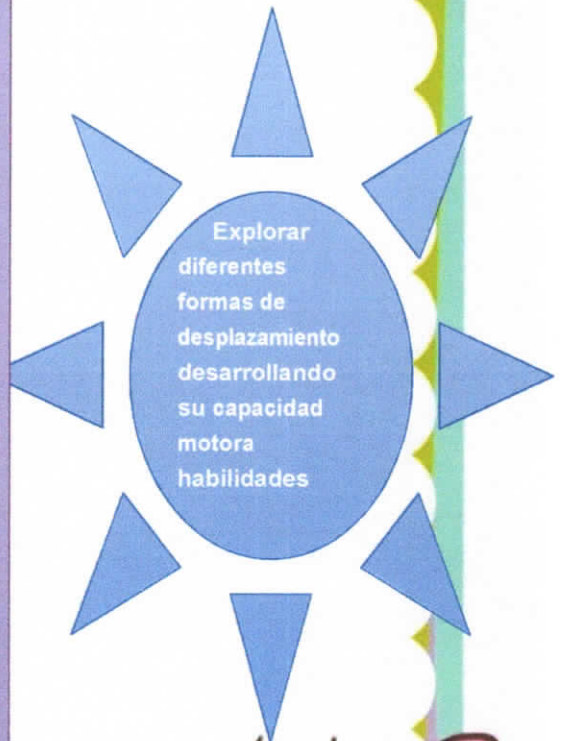 Explorar
diferentes
formas de
desplazamiento
desarrollando
su capacidad
motora
habilidades